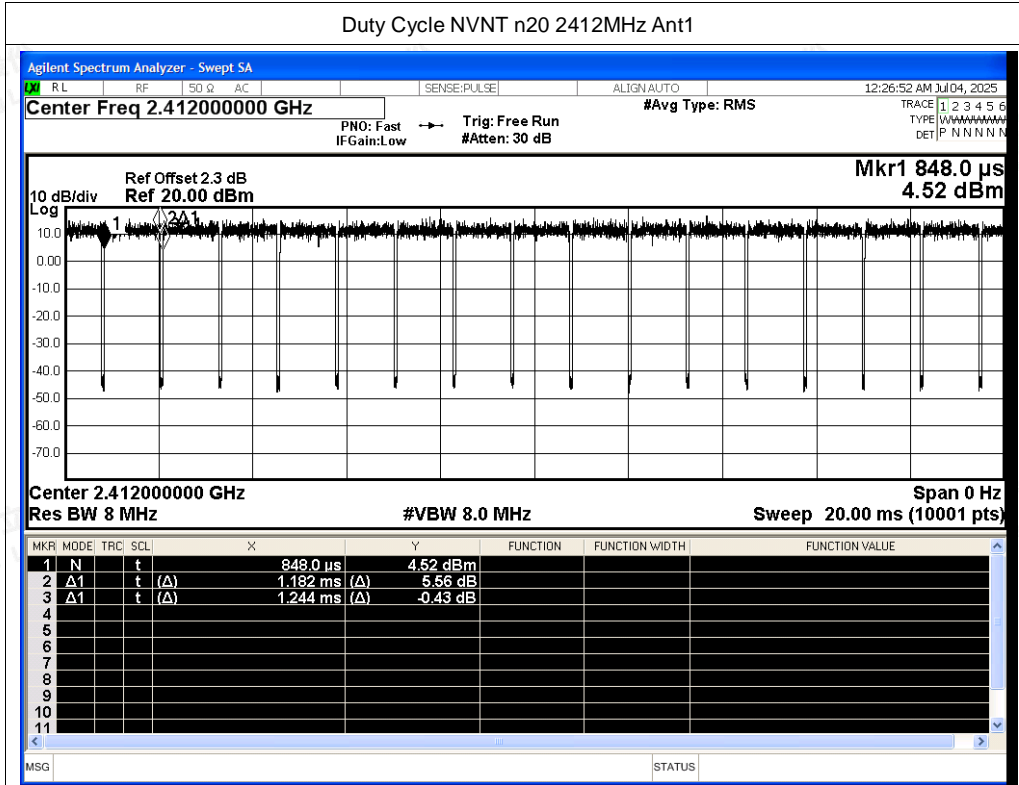 Duty Cycle NVNT n20 2412MHz Ant1
Agilent Spectrum Analyzer - Swept SA
LXI RL RF 50 Ω AC SENSE:PULSE ALIGN AUTO 12:26:52 AM Jul 04, 2025
Center Freq 2.412000000 GHz #Avg Type: RMS TRACE 1 2 3 4 5 6
PNO: Fast Trig: Free Run TYPE WWWWWW
IFGain:Low #Atten: 30 dB DET P N N N N N
Mkr1 848.0 µs
Ref Offset 2.3 dB
10 dB/div Ref 20.00 dBm 4.52 dBm
Log
1 2Δ1
10.0
0.00
-10.0
-20.0
-30.0
-40.0
-50.0
-60.0
-70.0
Center 2.412000000 GHz Span 0 Hz
Res BW 8 MHz #VBW 8.0 MHz Sweep 20.00 ms (10001 pts)
MKR MODE TRC SCL X Y FUNCTION FUNCTION WIDTH FUNCTION VALUE
1 N t 848.0 µs 4.52 dBm
2 Δ1 t (Δ) 1.182 ms (Δ) 5.56 dB
3 Δ1 t (Δ) 1.244 ms (Δ) -0.43 dB
4
5
6
7
8
9
10
11
MSG STATUS